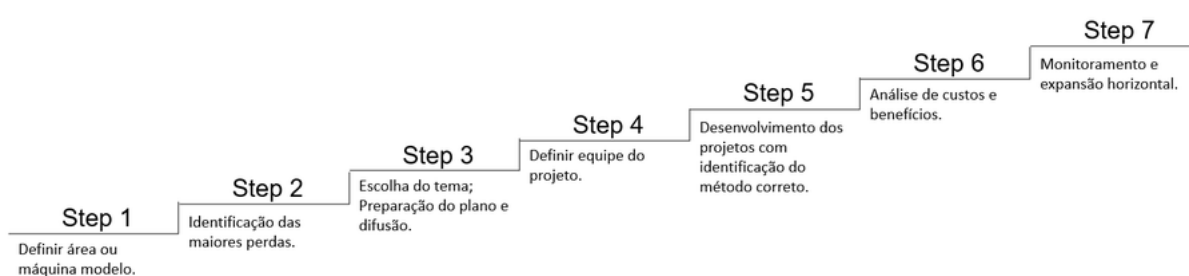 Step 1
Definir área ou
máquina modelo.
Step 2
Identificação das
maiores perdas.
Step 3
Escolha do tema;
Preparação do plano e
difusão.
Step 4
Definir equipe do
projeto.
Step 5
Desenvolvimento dos
projetos com
identificação do
método correto.
Step 6
Análise de custos e
benefícios.
Step 7
Monitoramento e
expansão horizontal.